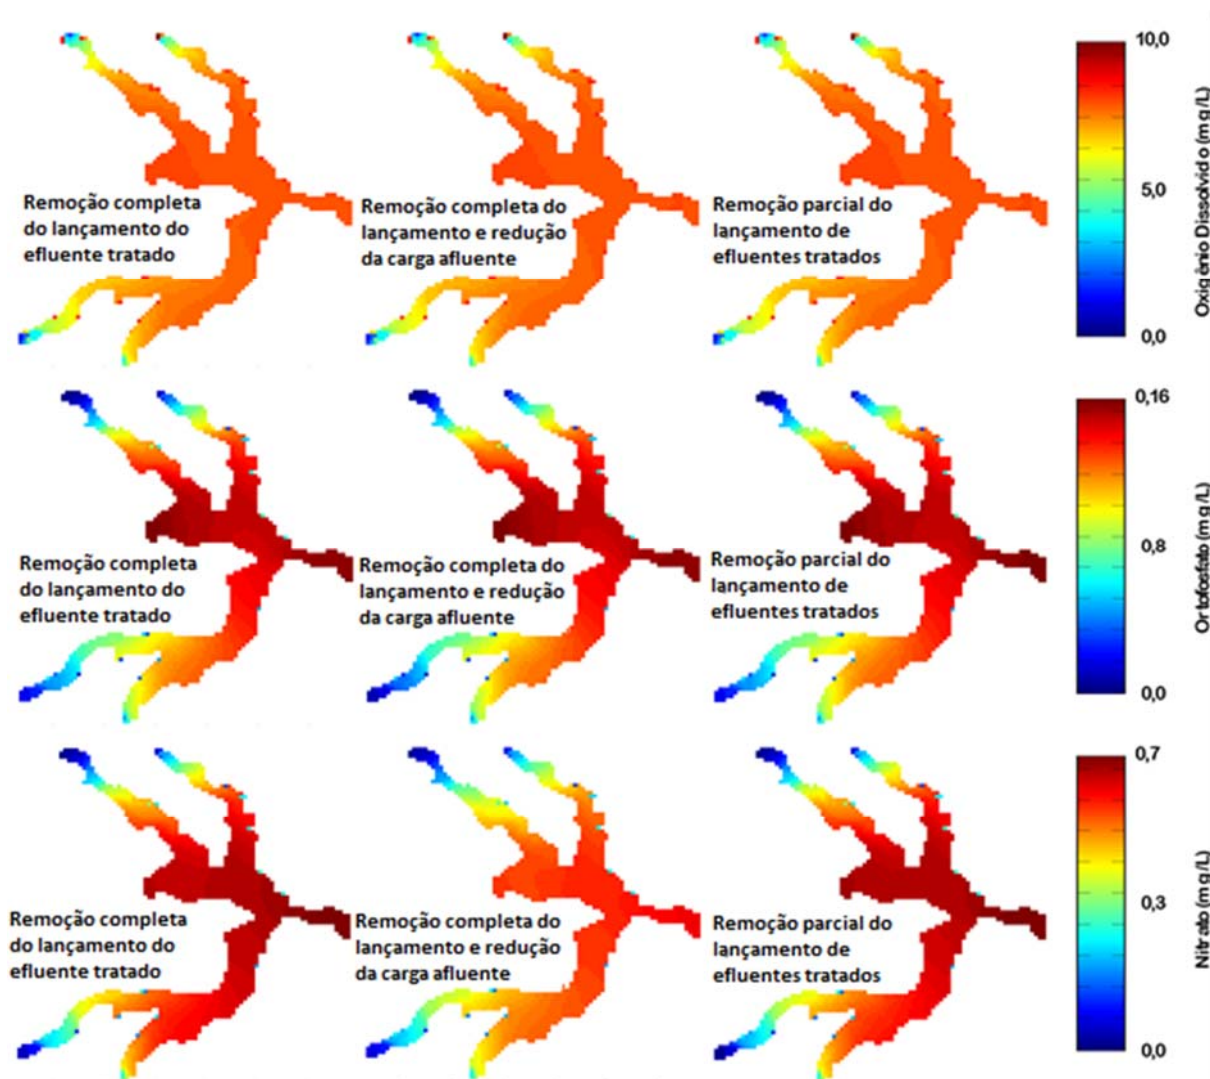 10,0
5,0
0,0
Oxigênio Dissolvido (mg/L)
Remoção completa
do lançamento do
efluente tratado
Remoção completa do
lançamento e redução
da carga afluente
Remoção parcial do
lançamento de
efluentes tratados
0,16
0,8
0,0
Ortofosfato (mg/L)
Remoção completa
do lançamento do
efluente tratado
Remoção completa do
lançamento e redução
da carga afluente
Remoção parcial do
lançamento de
efluentes tratados
0,7
0,3
0,0
Nitrato (mg/L)
Remoção completa
do lançamento do
efluente tratado
Remoção completa do
lançamento e redução
da carga afluente
Remoção parcial do
lançamento de
efluentes tratados